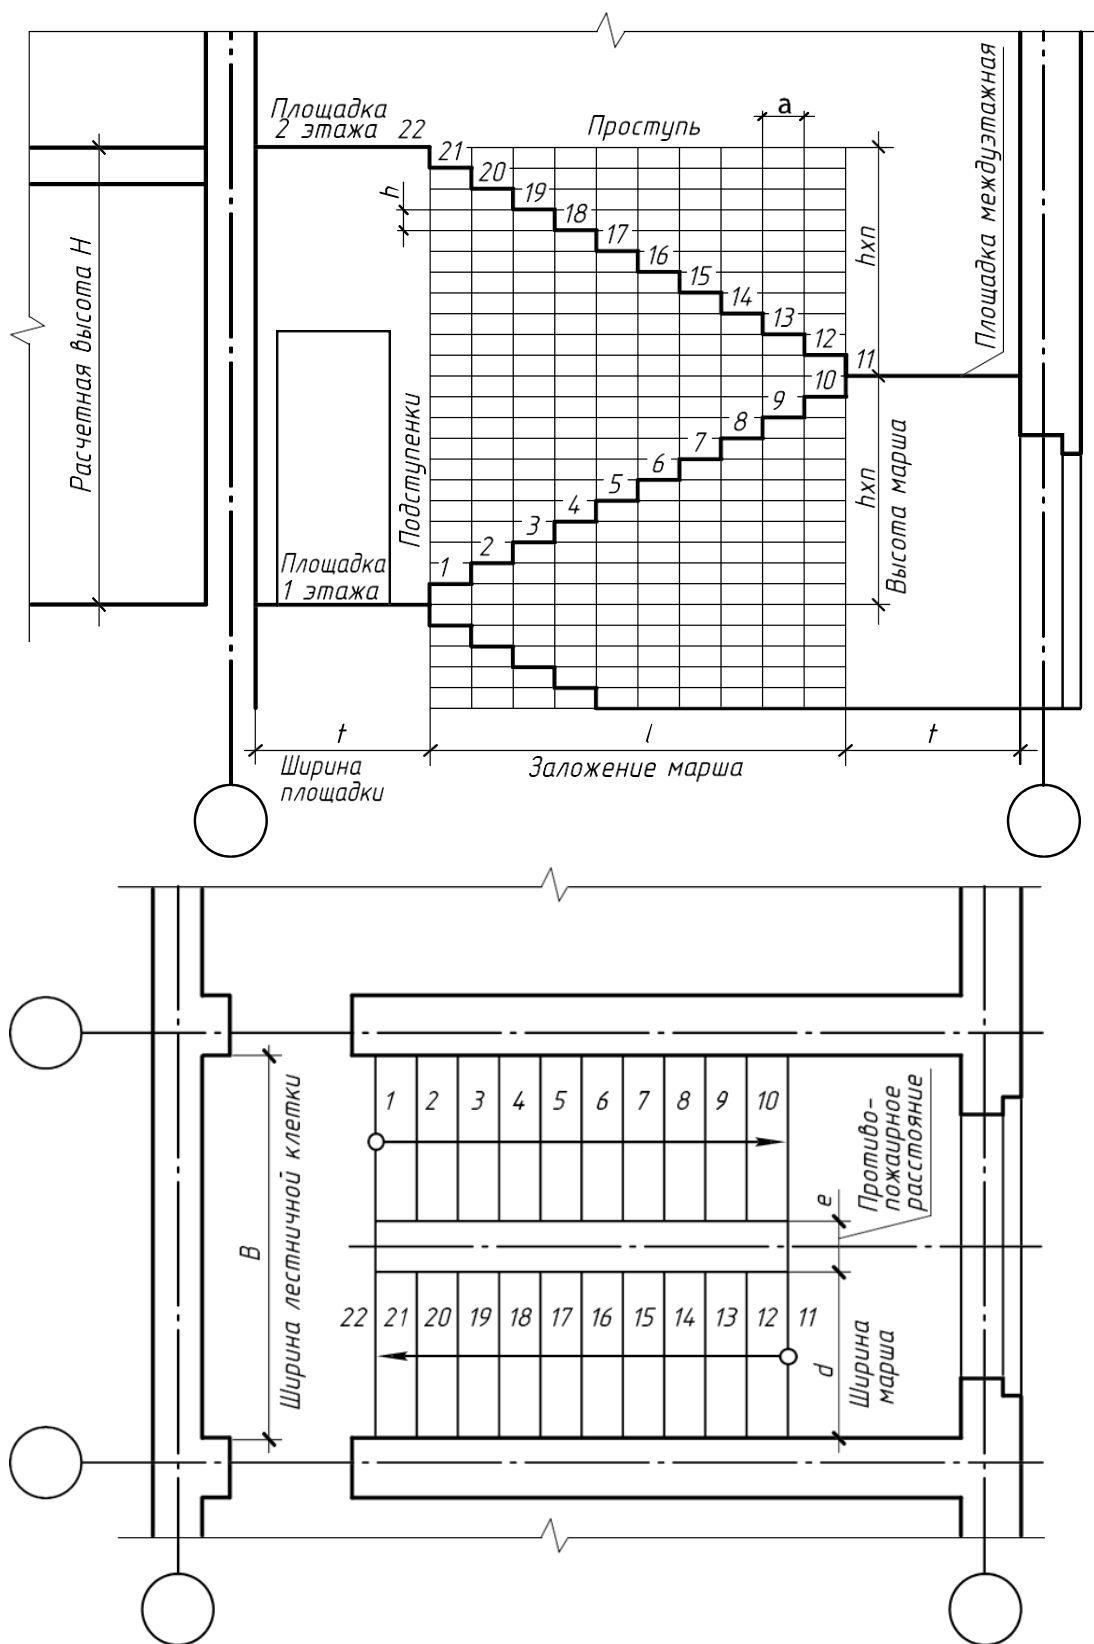 Площадка
2 этажа
22
Проступь
a
21
20
19
18
17
16
15
14
13
12
11
10
9
8
7
6
5
4
3
2
1
h
hхп
hхп
Расчетная высота H
Подступенки
Высота марша
Площадка междуэтажная
Площадка
1 этажа
t
l
t
Ширина
площадки
Заложение марша
1 2 3 4 5 6 7 8 9 10
B
Ширина лестничной клетки
e
Противо-
пожаирное
расстояние
22 21 20 19 18 17 16 15 14 13 12 11
d
Ширина
марша